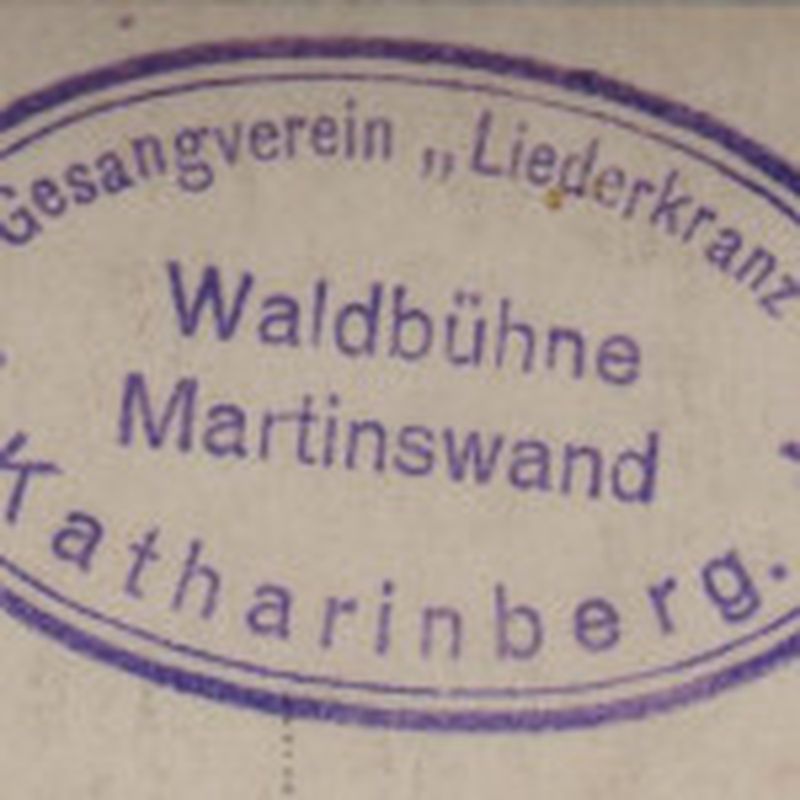 Gesangverein „Liederkranz
Waldbühne
Martinswand
Katharinberg.